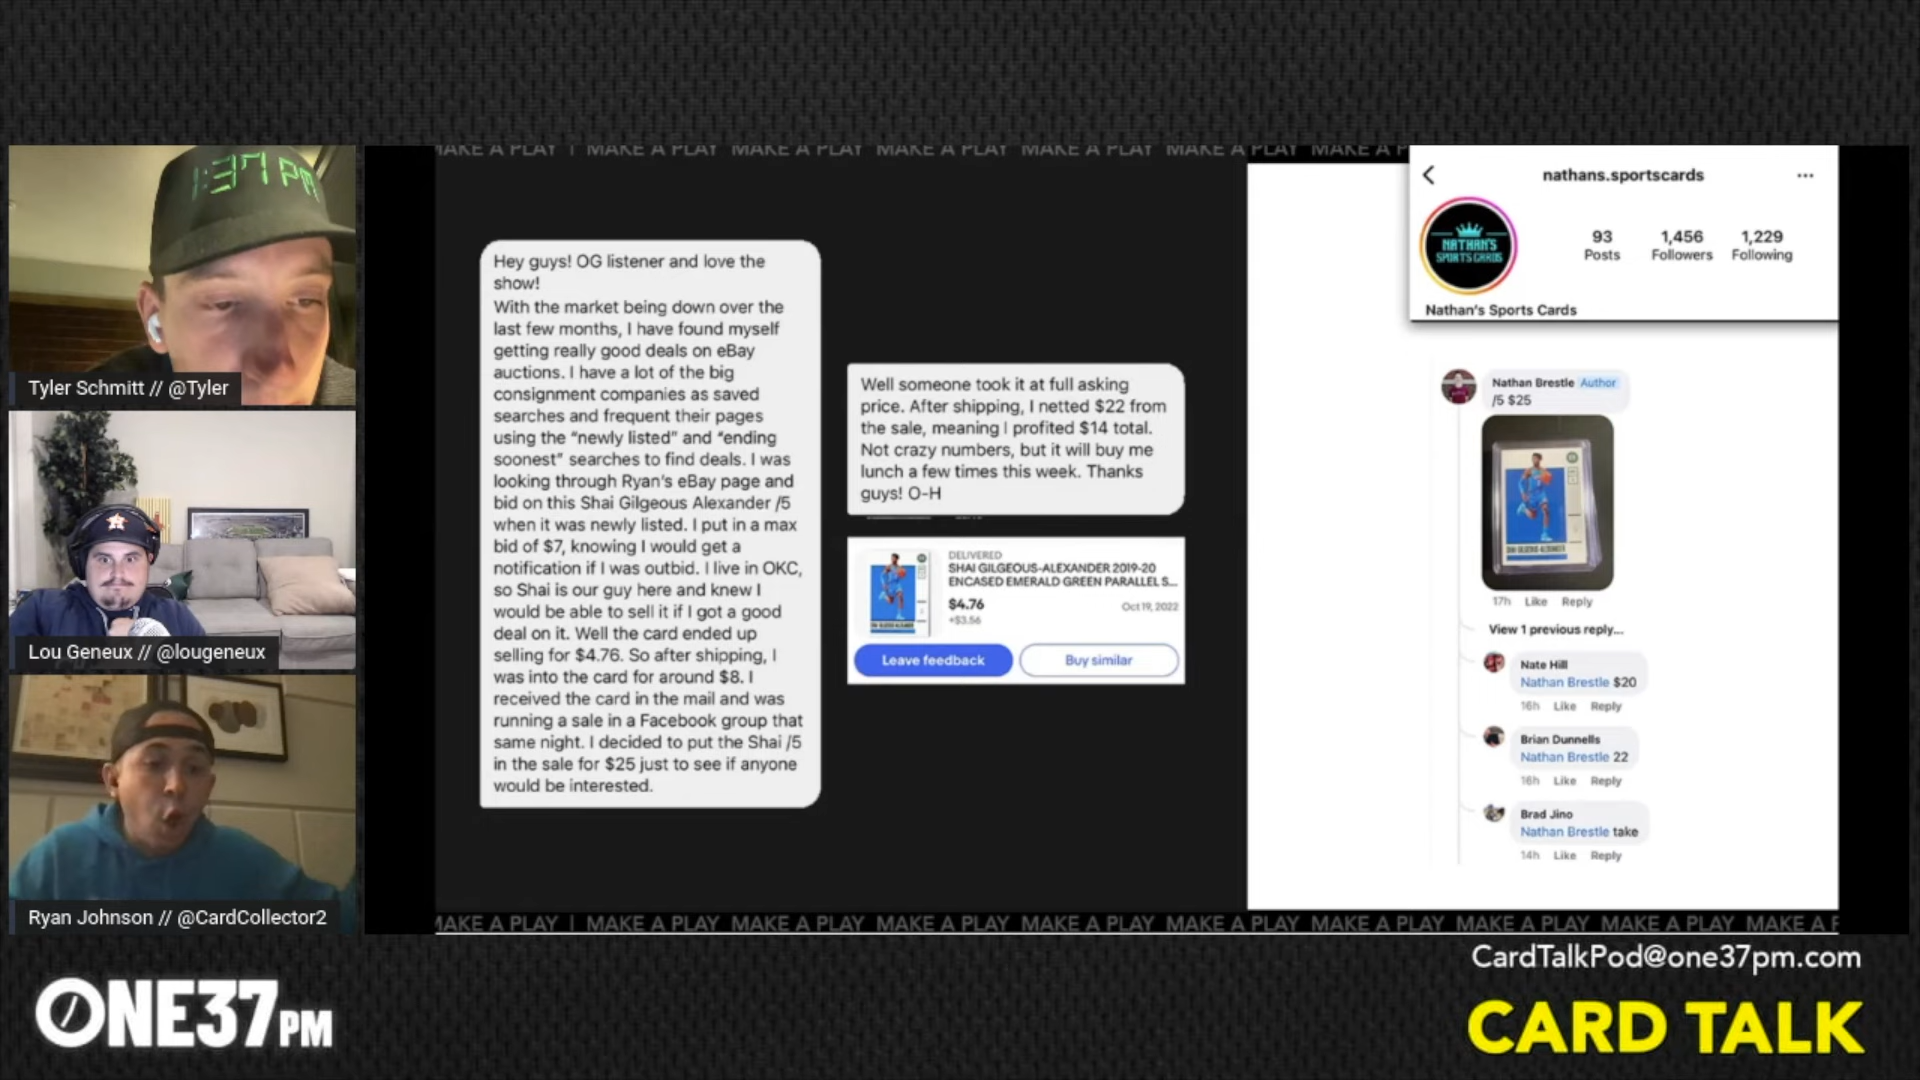 MAKE A PLAY | MAKE A PLAY MAKE A PLAY MAKE A PLAY MAKE A PLAY MAKE A PLAY MAKE A
1:37 PM
Tyler Schmitt // @Tyler
Lou Geneux // @lougeneux
Ryan Johnson // @CardCollector2
Hey guys! OG listener and love the
show!
With the market being down over the
last few months, I have found myself
getting really good deals on eBay
auctions. I have a lot of the big
consignment companies as saved
searches and frequent their pages
using the “newly listed” and “ending
soonest” searches to find deals. I was
looking through Ryan's eBay page and
bid on this Shai Gilgeous Alexander /5
when it was newly listed. I put in a max
bid of $7, knowing I would get a
notification if I was outbid. I live in OKC,
so Shai is our guy here and knew I
would be able to sell it if I got a good
deal on it. Well the card ended up
selling for $4.76. So after shipping, I
was into the card for around $8. I
received the card in the mail and was
running a sale in a Facebook group that
same night. I decided to put the Shai /5
in the sale for $25 just to see if anyone
would be interested.
Well someone took it at full asking
price. After shipping, I netted $22 from
the sale, meaning I profited $14 total.
Not crazy numbers, but it will buy me
lunch a few times this week. Thanks
guys! O-H
DELIVERED
SHAI GILGEOUS-ALEXANDER 2019-20
ENCASED EMERALD GREEN PARALLEL S...
$4.76 Oct 19, 2022
+$3.56
Leave feedback Buy similar
nathans.sportscards
NATHAN'S
SPORTS CARDS
93 1,456 1,229
Posts Followers Following
Nathan's Sports Cards
Nathan Brestle Author
/5 $25
SHAI GILGEOUS-ALEXANDER
17h Like Reply
View 1 previous reply...
Nate Hill
Nathan Brestle $20
16h Like Reply
Brian Dunnells
Nathan Brestle 22
16h Like Reply
Brad Jino
Nathan Brestle take
14h Like Reply
MAKE A PLAY | MAKE A PLAY MAKE A PLAY MAKE A PLAY MAKE A PLAY MAKE A PLAY MAKE A PLAY MAKE A PLAY MAKE A PLAY MAKE A P
CardTalkPod@one37pm.com
ONE37PM
CARD TALK